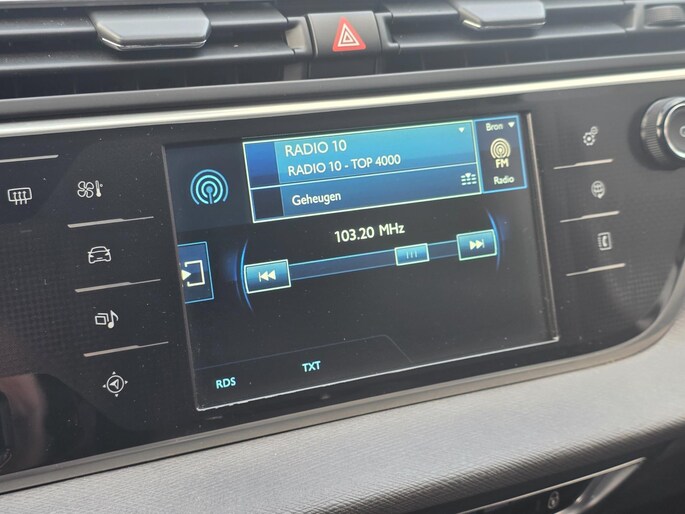 RADIO 10
RADIO 10 - TOP 4000
Geheugen
Bron
FM
Radio
103.20 MHz
RDS
TXT